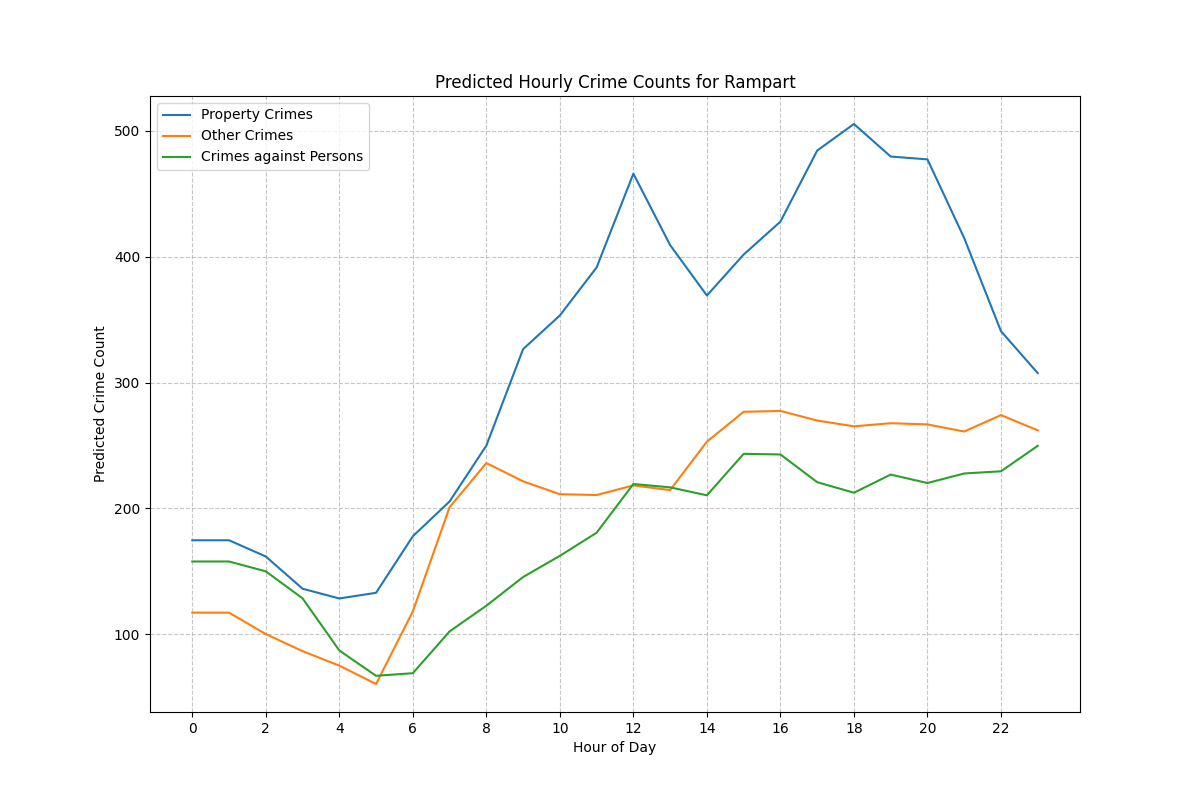 Predicted Hourly Crime Counts for Rampart
Property Crimes
Other Crimes
Crimes against Persons
Predicted Crime Count
500
400
300
200
100
0 2 4 6 8 10 12 14 16 18 20 22
Hour of Day